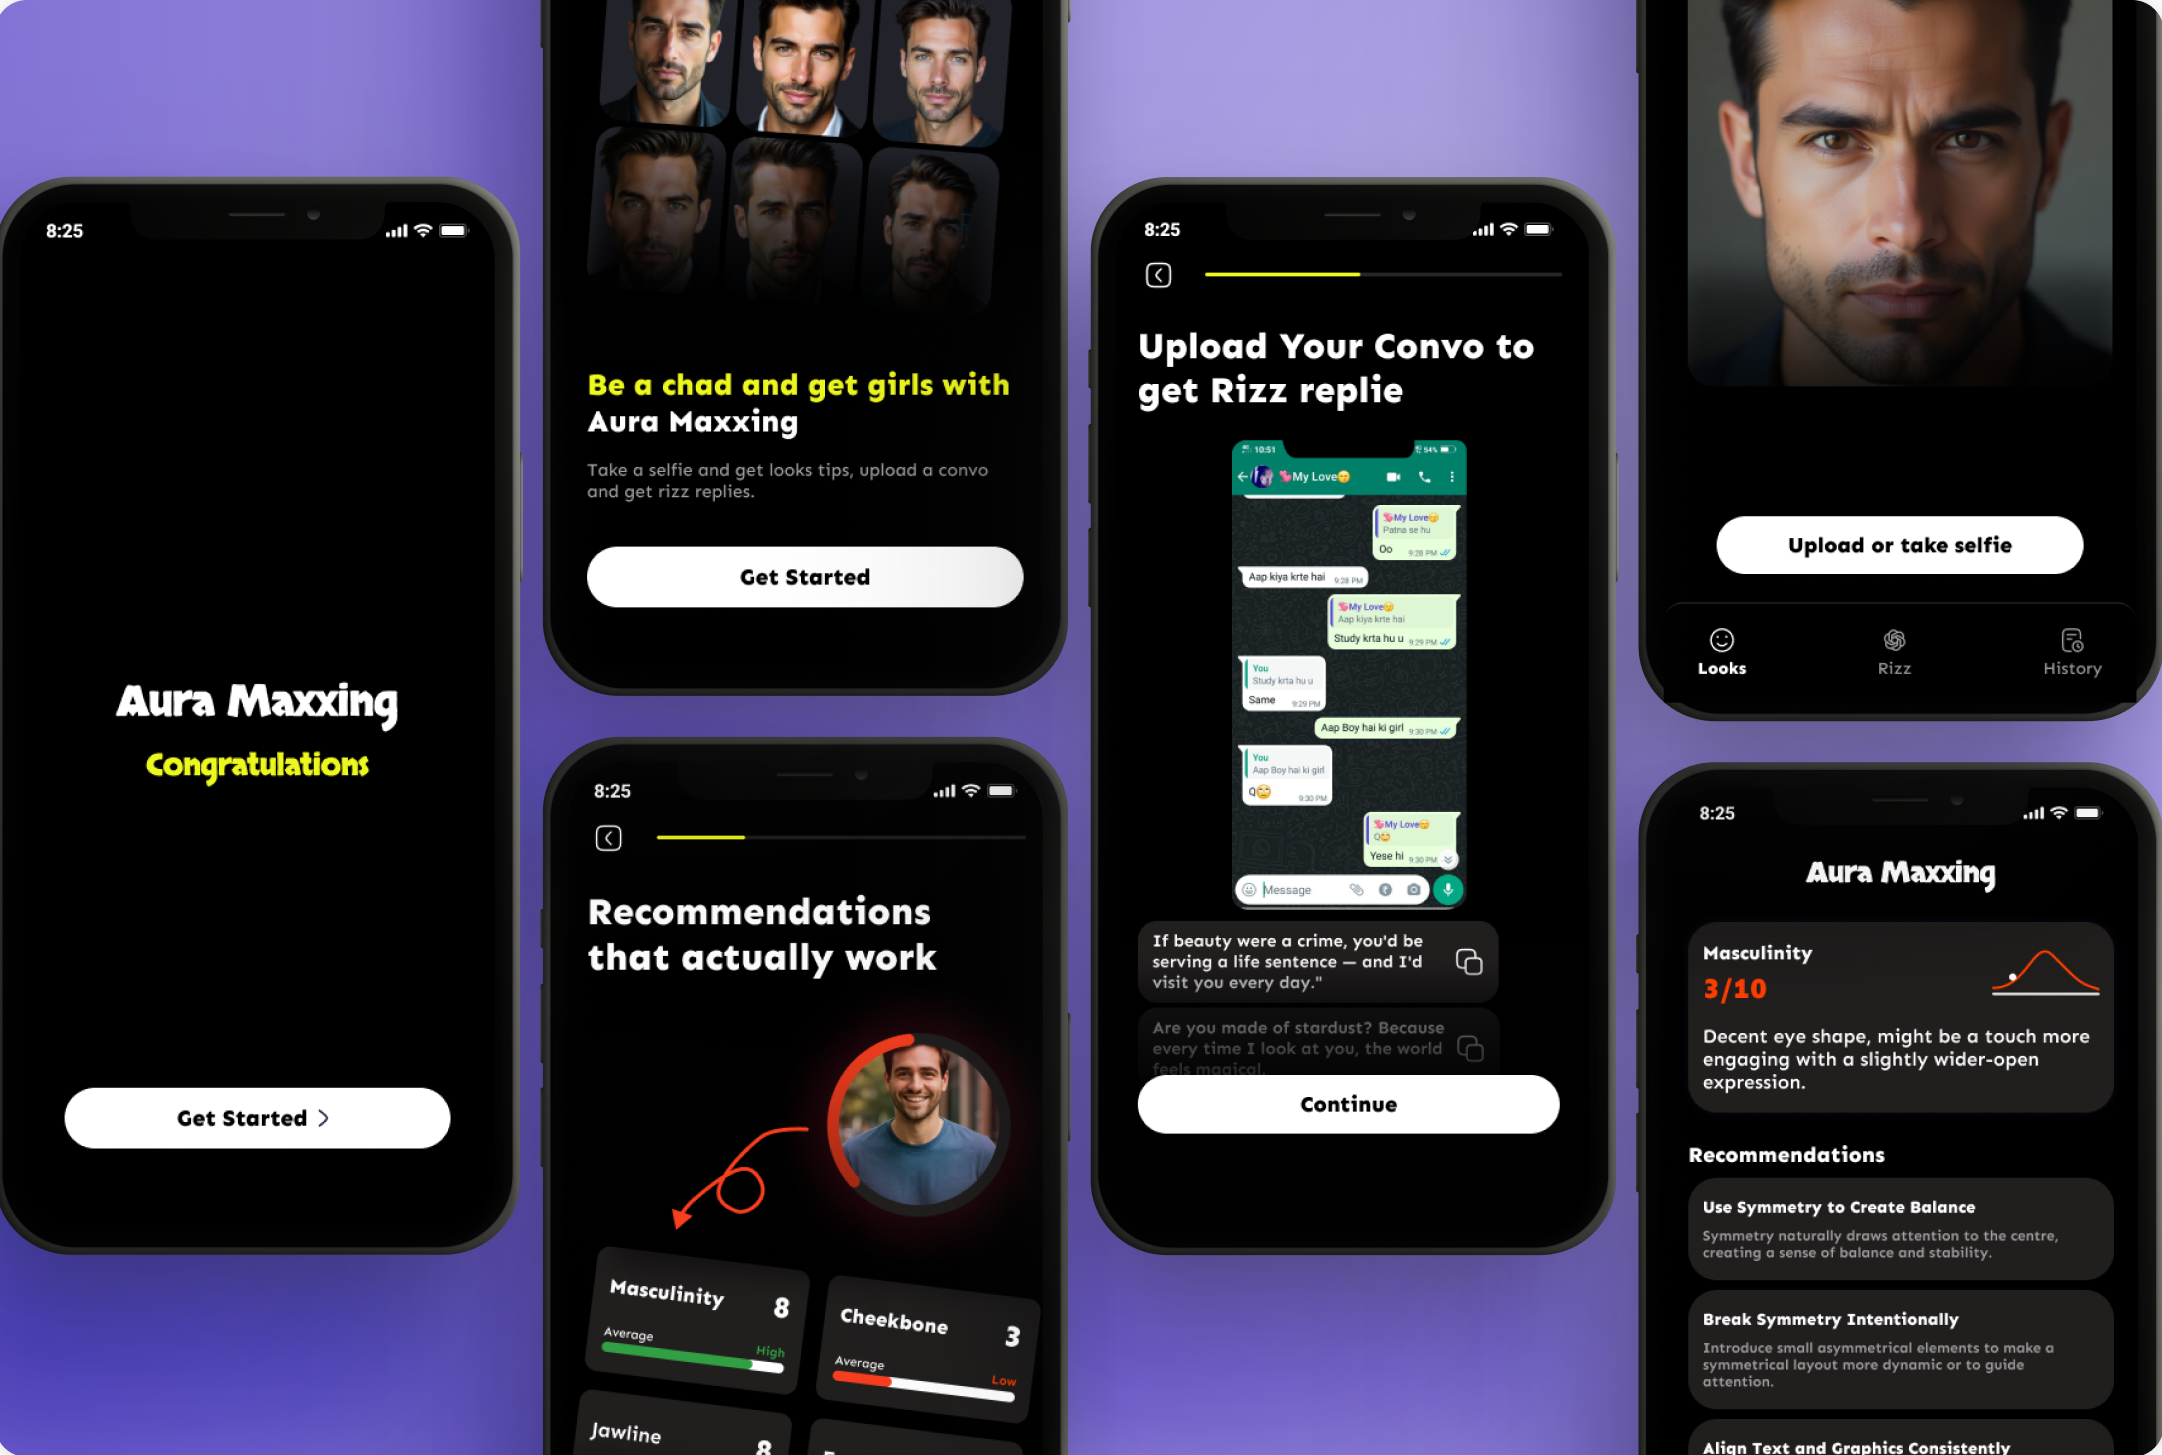 8:25
Aura Maxxing
Congratulations
Get Started
Be a chad and get girls with
Aura Maxxing
Take a selfie and get looks tips, upload a convo
and get rizz replies.
Get Started
8:25
Recommendations
that actually work
Masculinity 8
Average
High
Cheekbone 3
Average
Low
Jawline 8
8:25
Upload Your Convo to
get Rizz replie
10:51
54%
💘My Love😙
💘My Love😙
Patna se hu
Oo 9:28 PM
Aap kiya krte hai 9:28 PM
💘My Love😙
Aap kiya krte hai
Study krta hu u 9:29 PM
You
Study krta hu u
Same 9:29 PM
Aap Boy hai ki girl 9:30 PM
You
Aap Boy hai ki girl
Q🙄 9:30 PM
💘My Love😙
Q🙄
Yese hi 9:30 PM
Message
If beauty were a crime, you'd be
serving a life sentence — and I'd
visit you every day."
Are you made of stardust? Because
every time I look at you, the world
feels magical.
Continue
Upload or take selfie
Looks
Rizz
History
8:25
Aura Maxxing
Masculinity
3/10
Decent eye shape, might be a touch more
engaging with a slightly wider-open
expression.
Recommendations
Use Symmetry to Create Balance
Symmetry naturally draws attention to the centre,
creating a sense of balance and stability.
Break Symmetry Intentionally
Introduce small asymmetrical elements to make a
symmetrical layout more dynamic or to guide
attention.
Align Text and Graphics Consistently